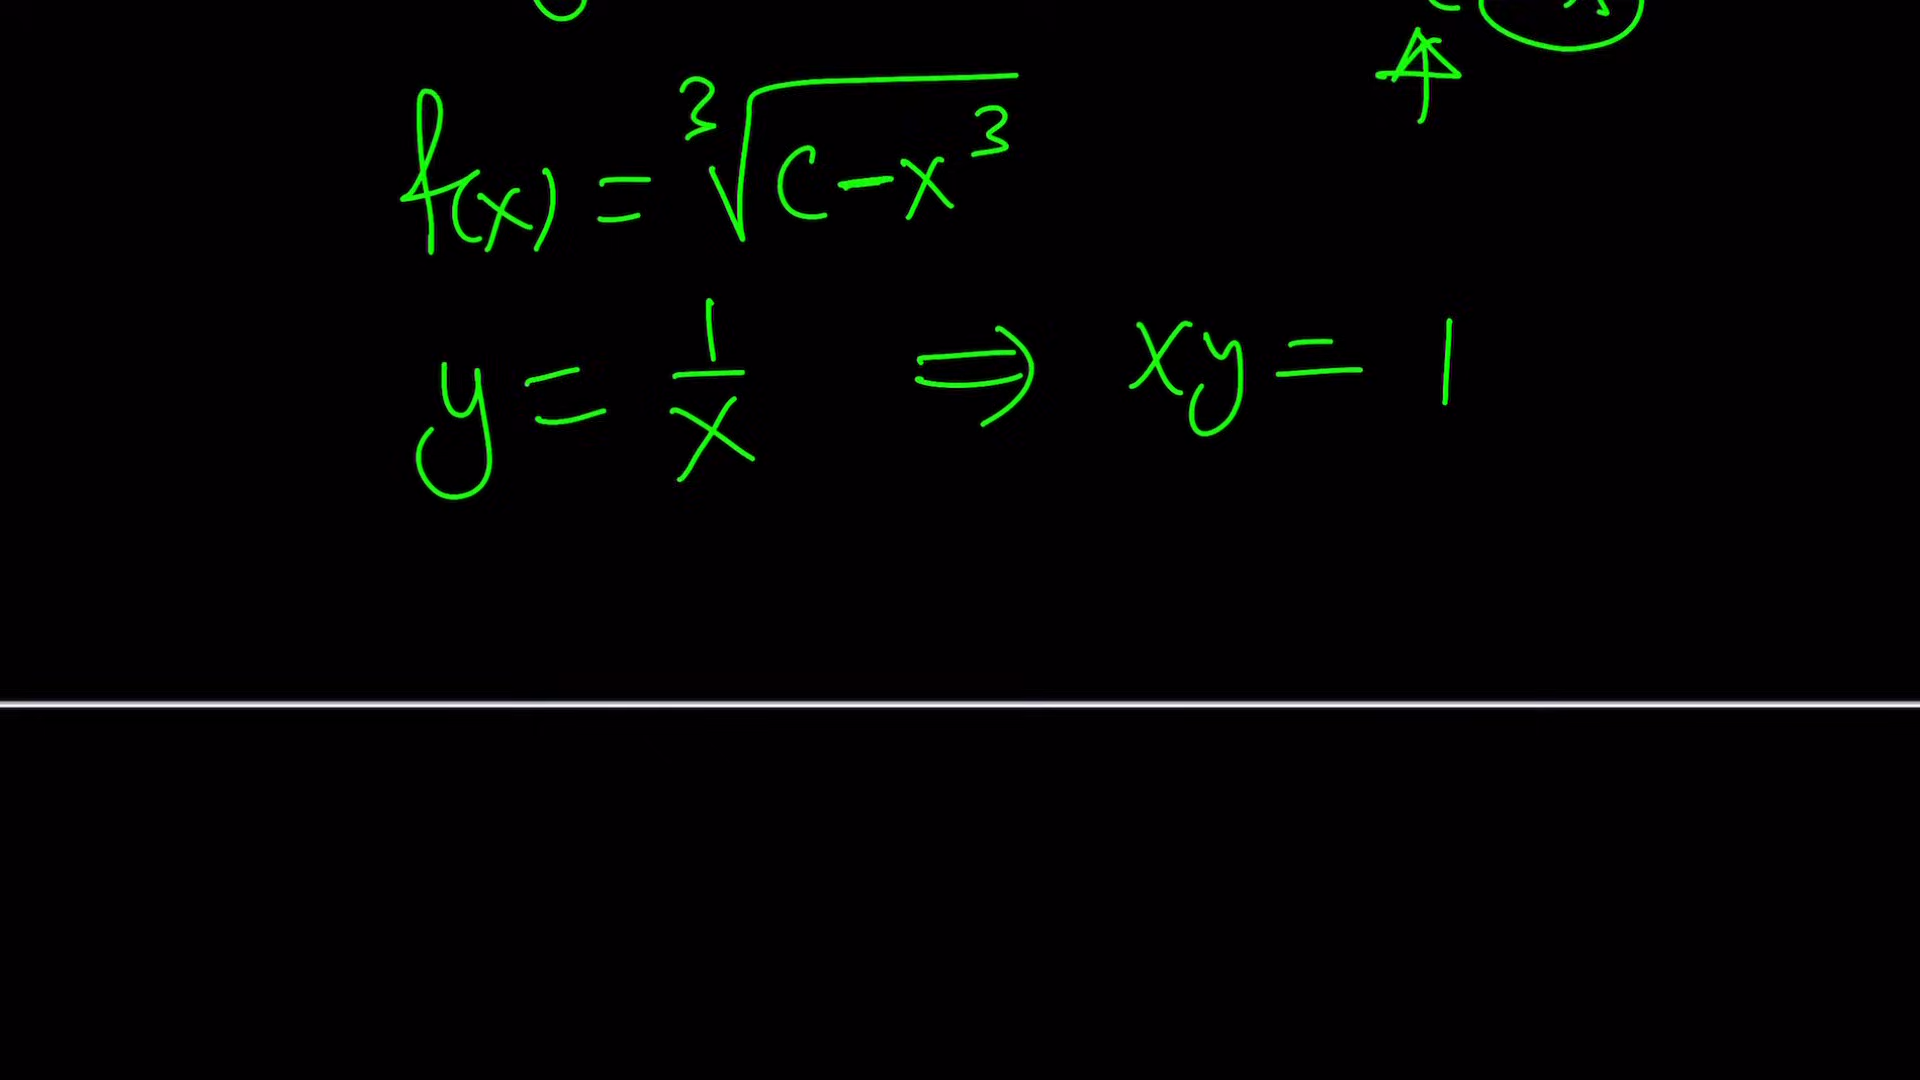 f(x) = ∛(c-x³)
y = 1/x ⇒ xy = 1